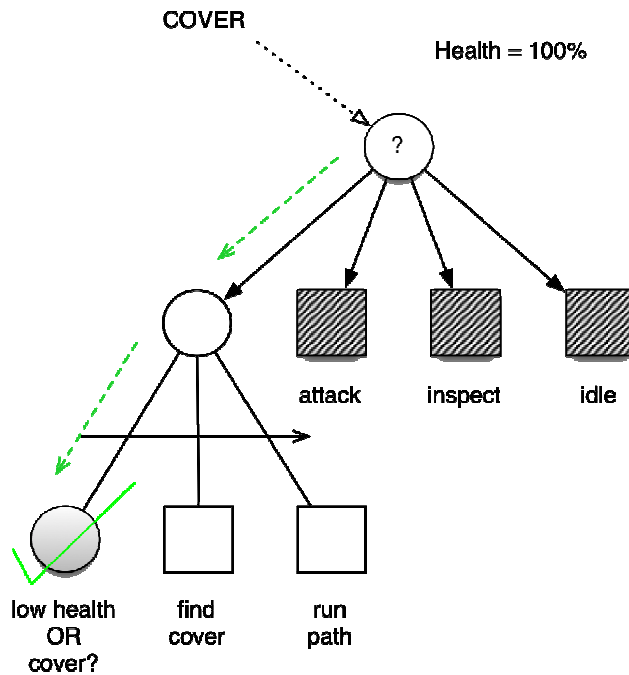 COVER
Health = 100%
?
attack
inspect
idle
low health
OR
cover?
find
cover
run
path